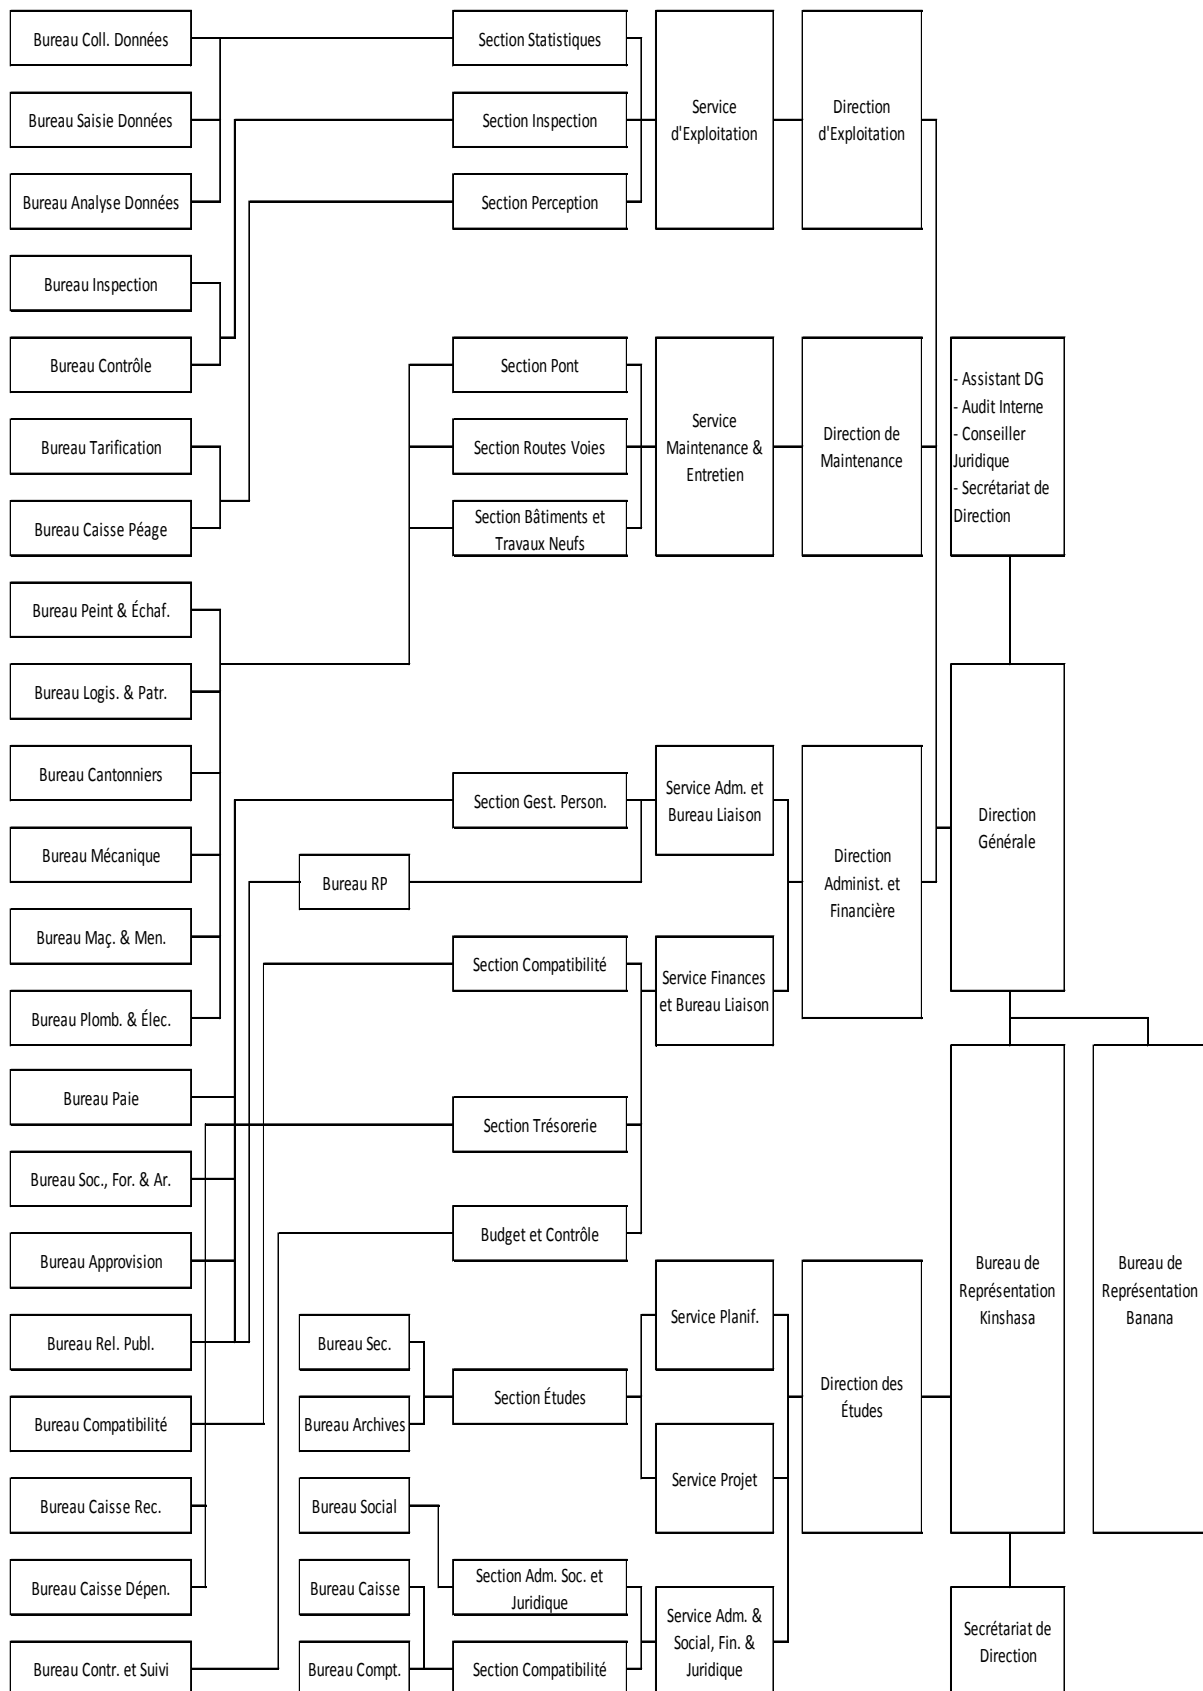 Bureau Coll. Données
Section Statistiques
Service
d'Exploitation
Direction
d'Exploitation
Bureau Saisie Données
Section Inspection
Bureau Analyse Données
Section Perception
Bureau Inspection
Bureau Contrôle
Section Pont
Service
Maintenance &
Entretien
Direction de
Maintenance
- Assistant DG
- Audit Interne
- Conseiller
Juridique
- Secrétariat de
Direction
Bureau Tarification
Section Routes Voies
Bureau Caisse Péage
Section Bâtiments et
Travaux Neufs
Bureau Peint & Échaf.
Bureau Logis. & Patr.
Bureau Cantonniers
Section Gest. Person.
Service Adm. et
Bureau Liaison
Direction
Administ. et
Financière
Direction
Générale
Bureau Mécanique
Bureau RP
Bureau Maç. & Men.
Section Compatibilité
Service Finances
et Bureau Liaison
Bureau Plomb. & Élec.
Bureau Paie
Section Trésorerie
Bureau Soc., For. & Ar.
Bureau Approvision
Budget et Contrôle
Bureau de
Représentation
Kinshasa
Bureau de
Représentation
Banana
Bureau Rel. Publ.
Bureau Sec.
Service Planif.
Bureau Compatibilité
Bureau Archives
Section Études
Direction des
Études
Bureau Caisse Rec.
Bureau Social
Service Projet
Bureau Caisse Dépen.
Bureau Caisse
Section Adm. Soc. et
Juridique
Service Adm. &
Social, Fin. &
Juridique
Secrétariat de
Direction
Bureau Contr. et Suivi
Bureau Compt.
Section Compatibilité